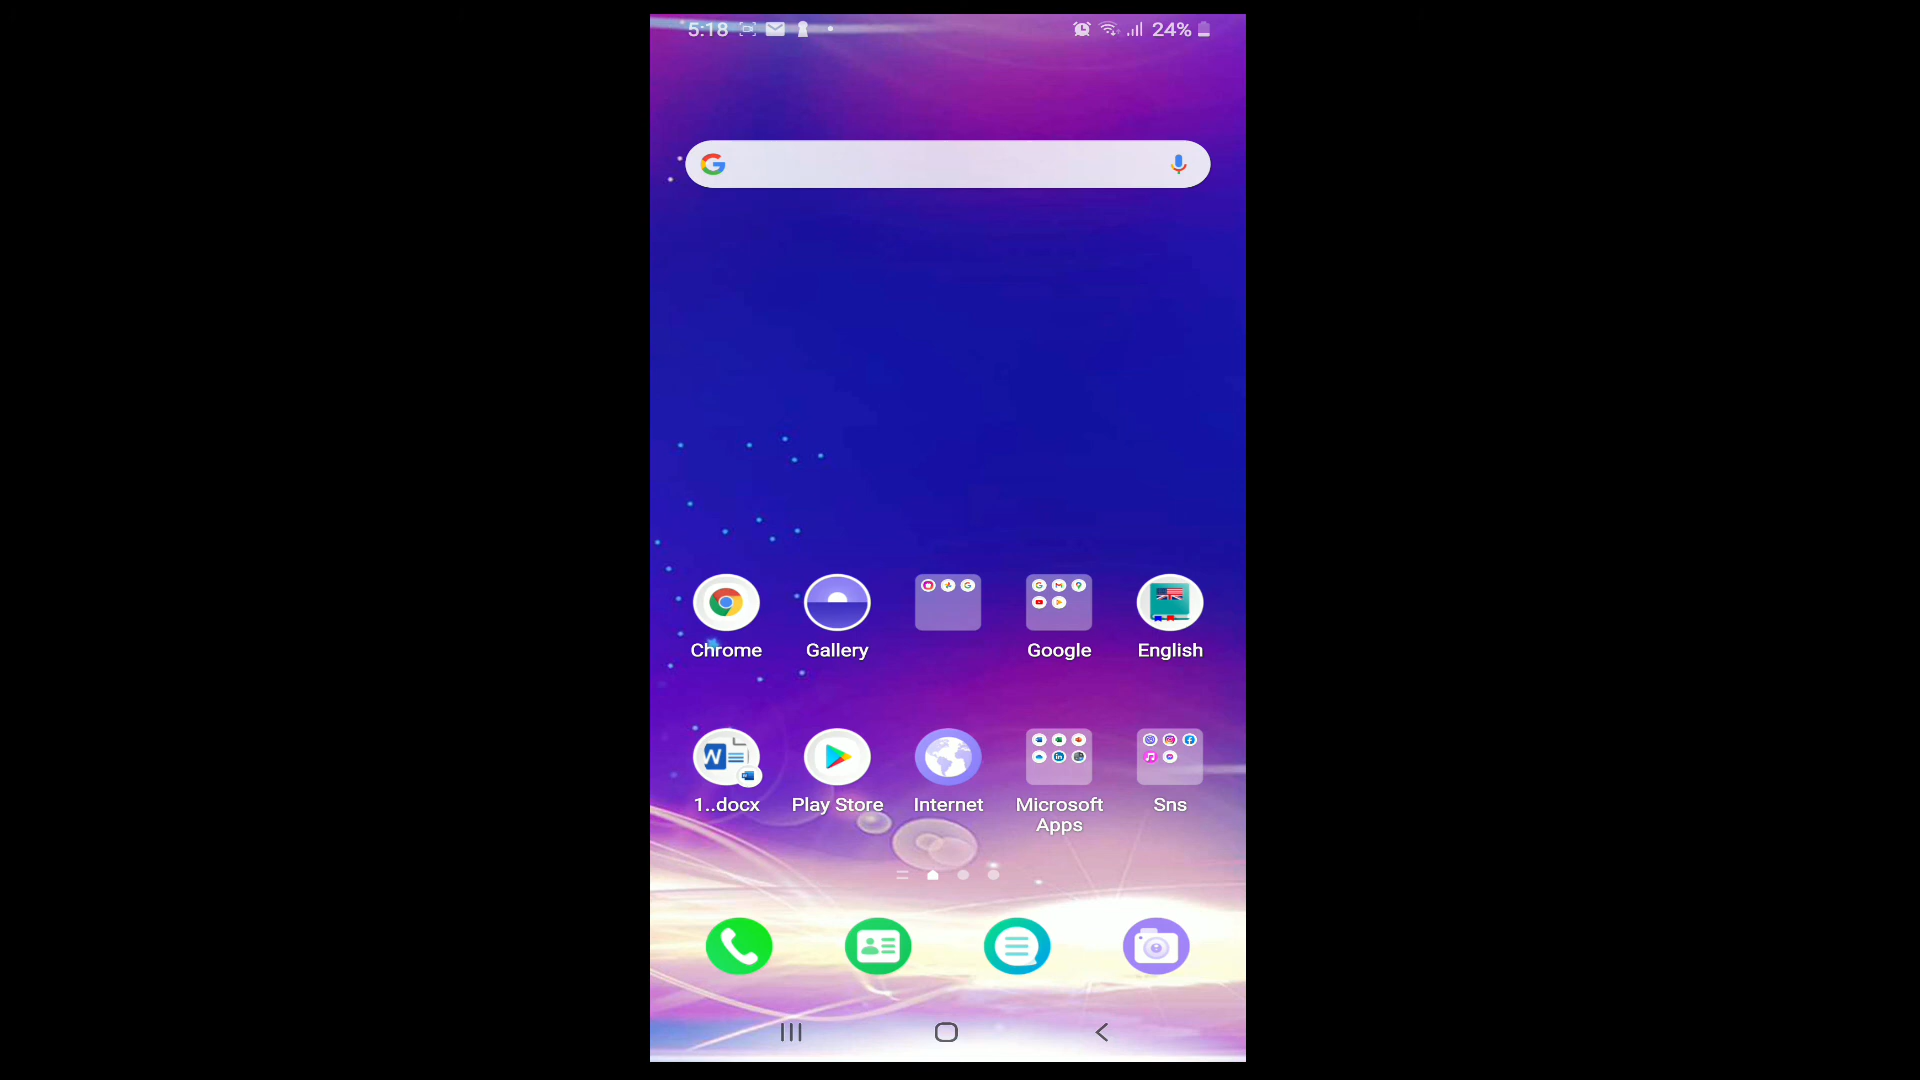 5:18 24%
Chrome Gallery Google English
1..docx Play Store Internet Microsoft Apps Sns